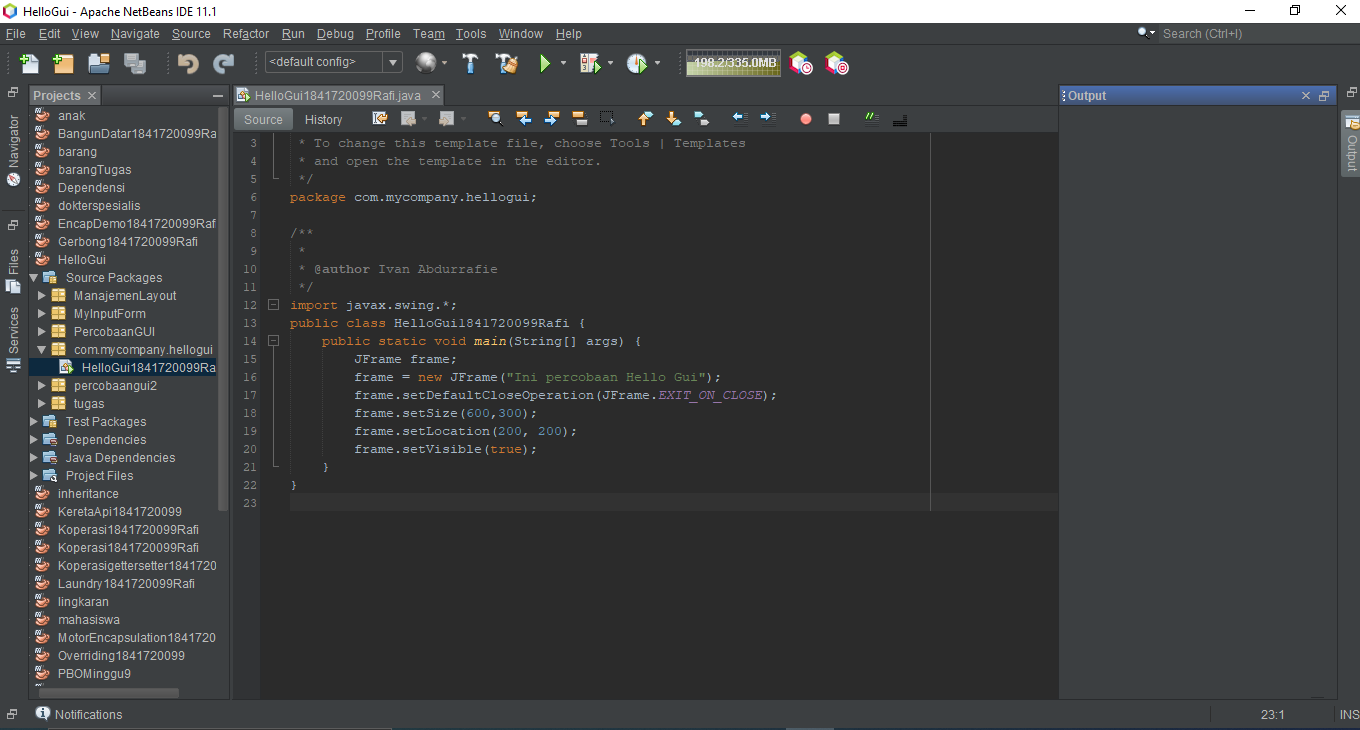 HelloGui - Apache NetBeans IDE 11.1
File Edit View Navigate Source Refactor Run Debug Profile Team Tools Window Help
Search (Ctrl+I)
<default config>
198.2/335.0MB
Projects
HelloGui1841720099Rafi.java
Output
Source History
Navigator
Files
Services
Output
anak
BangunDatar1841720099Ra
barang
barangTugas
Dependensi
dokterspesialis
EncapDemo1841720099Raf
Gerbong1841720099Rafi
HelloGui
Source Packages
ManajemenLayout
MyInputForm
PercobaanGUI
com.mycompany.hellogui
HelloGui1841720099Ra
percobaangui2
tugas
Test Packages
Dependencies
Java Dependencies
Project Files
inheritance
KeretaApi1841720099
Koperasi1841720099Rafi
Koperasi1841720099Rafi
Koperasigettersetter1841720
Laundry1841720099Rafi
lingkaran
mahasiswa
MotorEncapsulation1841720
Overriding1841720099
PBOMinggu9
3 * To change this template file, choose Tools | Templates
4 * and open the template in the editor.
5 */
6 package com.mycompany.hellogui;
7
8 /**
9 *
10 * @author Ivan Abdurrafie
11 */
12 import javax.swing.*;
13 public class HelloGui1841720099Rafi {
14 public static void main(String[] args) {
15 JFrame frame;
16 frame = new JFrame("Ini percobaan Hello Gui");
17 frame.setDefaultCloseOperation(JFrame.EXIT_ON_CLOSE);
18 frame.setSize(600,300);
19 frame.setLocation(200, 200);
20 frame.setVisible(true);
21 }
22 }
23
Notifications
23:1
INS